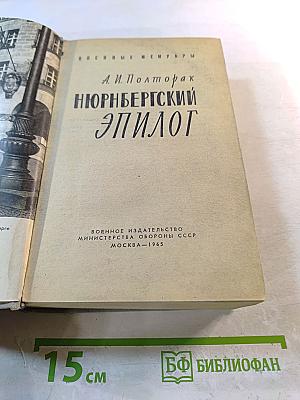 ВОЕННЫЕ МЕМУАРЫ
А.И. Полторак
НЮРНБЕРГСКИЙ
ЭПИЛОГ
ВОЕННОЕ ИЗДАТЕЛЬСТВО
МИНИСТЕРСТВА ОБОРОНЫ СССР
МОСКВА—1965
15 см
БФ БИБЛИОФАН